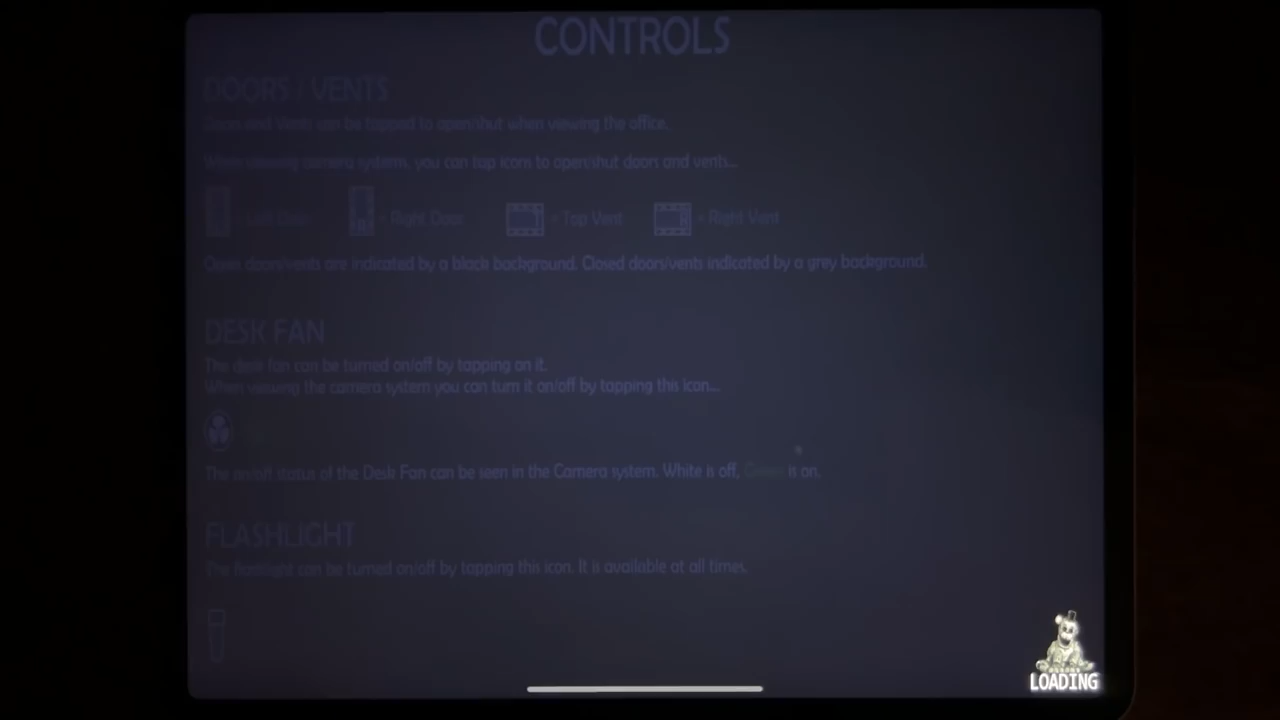 CONTROLS
DOORS / VENTS
Doors and Vents can be tapped to open/shut when viewing the office.
When viewing camera system, you can tap icons to open/shut doors and vents...
= Left Door = Right Door = Top Vent = Right Vent
Open doors/vents are indicated by a black background. Closed doors/vents indicated by a grey background.
DESK FAN
The desk fan can be turned on/off by tapping on it.
When viewing the camera system you can turn it on/off by tapping this icon...
The on/off status of the Desk Fan can be seen in the Camera system. White is off, Green is on.
FLASHLIGHT
The flashlight can be turned on/off by tapping this icon. It is available at all times.
LOADING